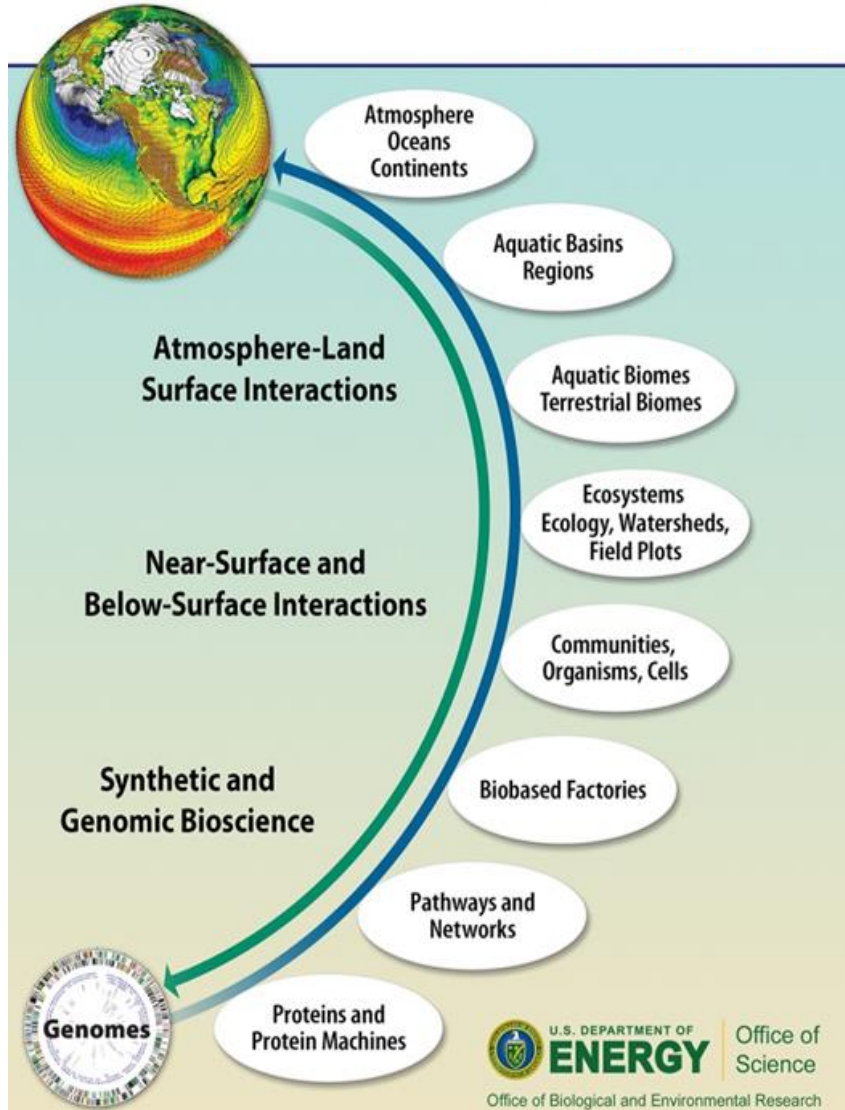 Atmosphere
Oceans
Continents
Aquatic Basins
Regions
Atmosphere-Land
Surface Interactions
Aquatic Biomes
Terrestrial Biomes
Ecosystems
Ecology, Watersheds,
Field Plots
Near-Surface and
Below-Surface Interactions
Communities,
Organisms, Cells
Synthetic and
Genomic Bioscience
Biobased Factories
Pathways and
Networks
Genomes
Proteins and
Protein Machines
U.S. DEPARTMENT OF
ENERGY
Office of
Science
Office of Biological and Environmental Research